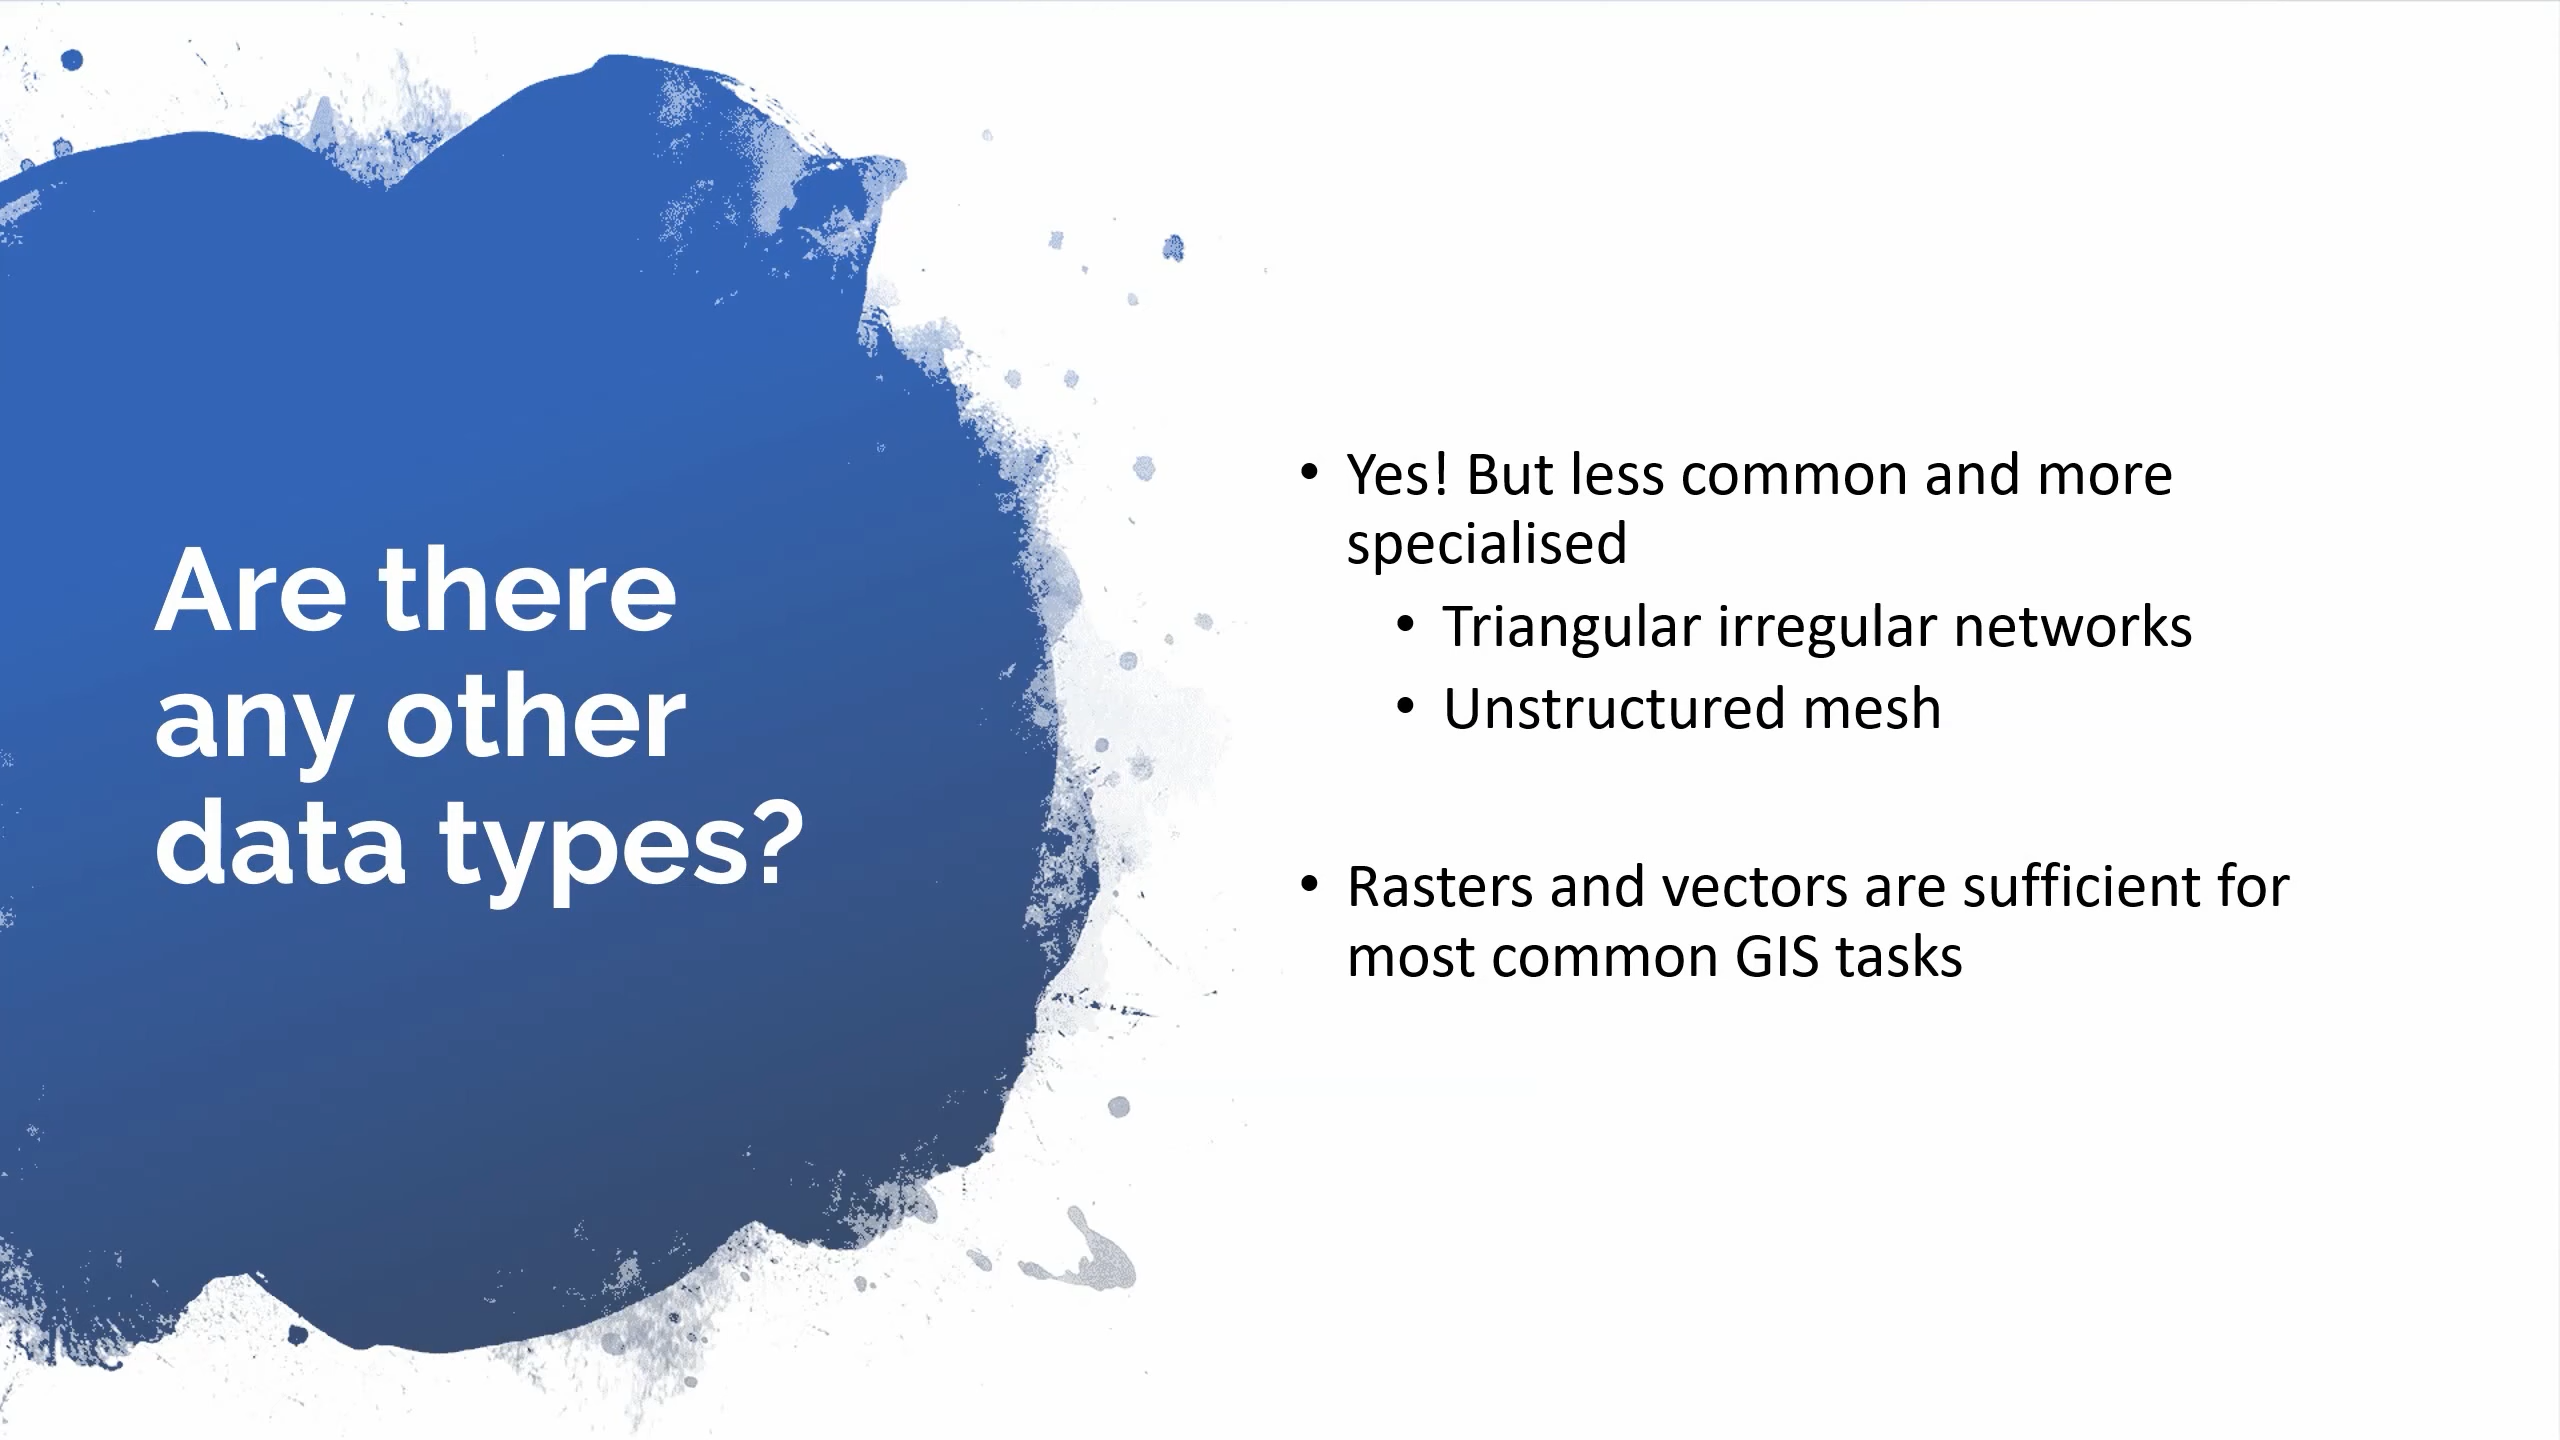 Are there
any other
data types?
• Yes! But less common and more
specialised
• Triangular irregular networks
• Unstructured mesh
• Rasters and vectors are sufficient for
most common GIS tasks